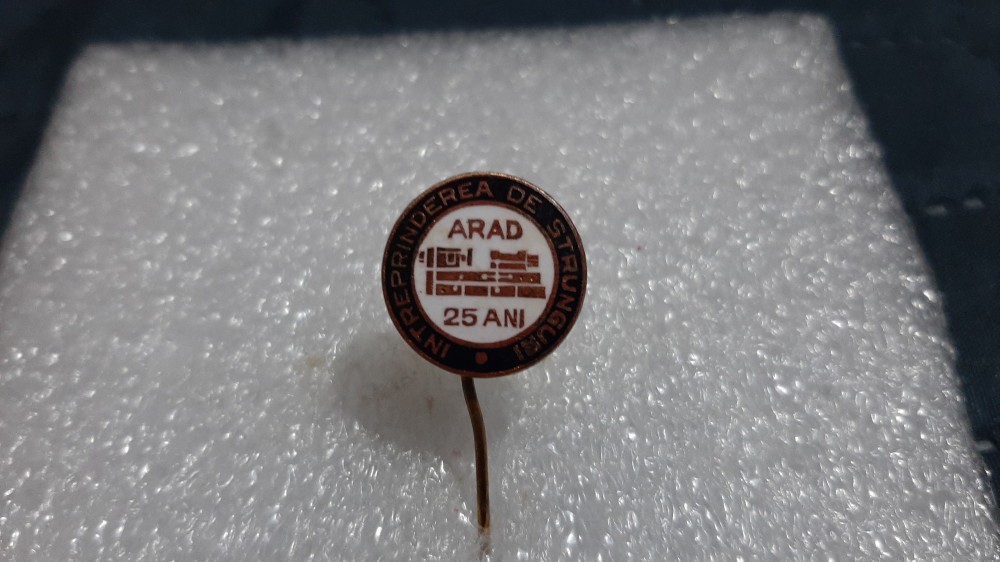 INTREPRINDEREA DE STRUNGURI
ARAD
25 ANI